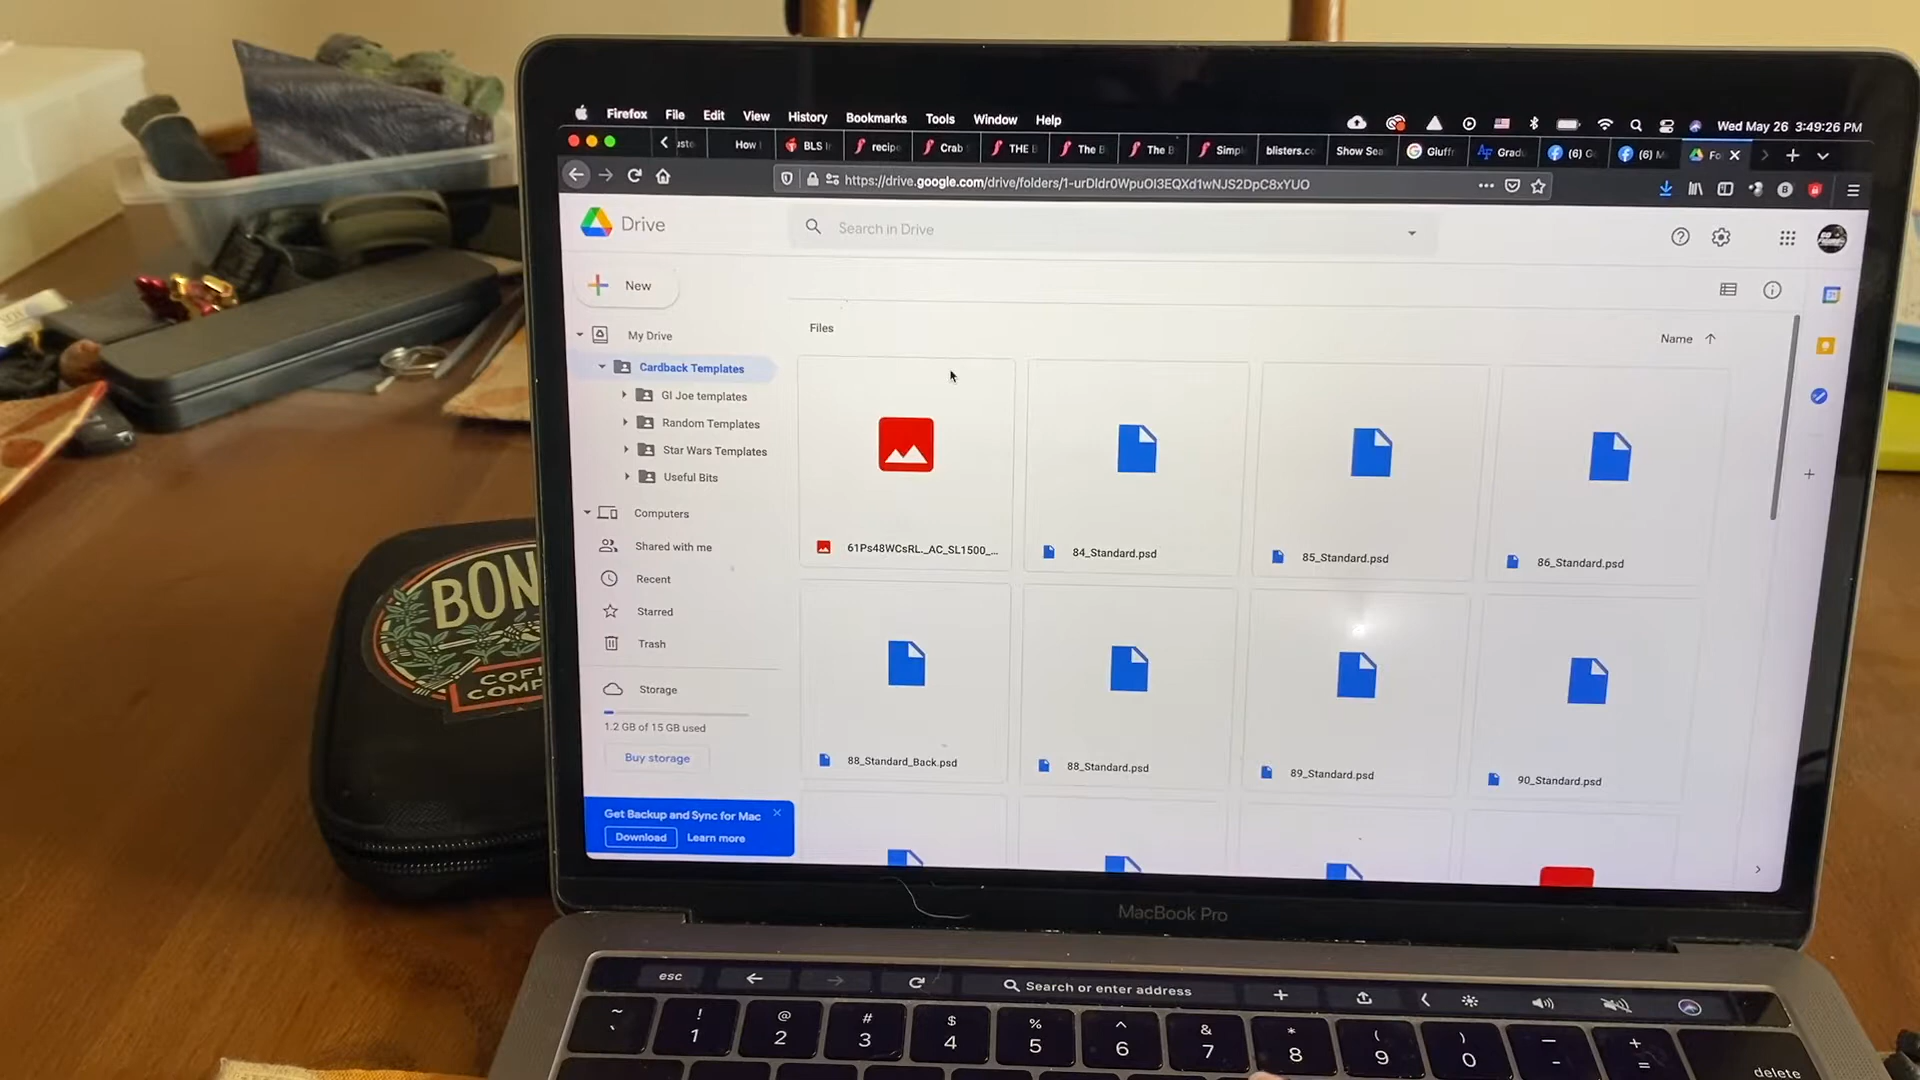 Firefox File Edit View History Bookmarks Tools Window Help Wed May 26 3:49:26 PM
How BLS recipe Crab THE The B The B Simpl blisters.c Show Sea Gluffr Grad (6) (6) Fo
https://drive.google.com/drive/folders/1-urDldr0WpuOl3EQXd1wNJS2DpC8xYUO
Drive
Search in Drive
New
Files
Name
My Drive
Cardback Templates
GI Joe templates
Random Templates
Star Wars Templates
Useful Bits
Computers
Shared with me
Recent
Starred
Trash
Storage
1.2 GB of 15 GB used
Buy storage
Get Backup and Sync for Mac
Download Learn more
61Ps48WCsRL._AC_SL1500_...
84_Standard.psd
85_Standard.psd
86_Standard.psd
88_Standard_Back.psd
88_Standard.psd
89_Standard.psd
90_Standard.psd
BON
COF
COMP
MacBook Pro
esc
Search or enter address
~ ! @ # $ % ^ & * ( ) _ +
` 1 2 3 4 5 6 7 8 9 0 - =
delete